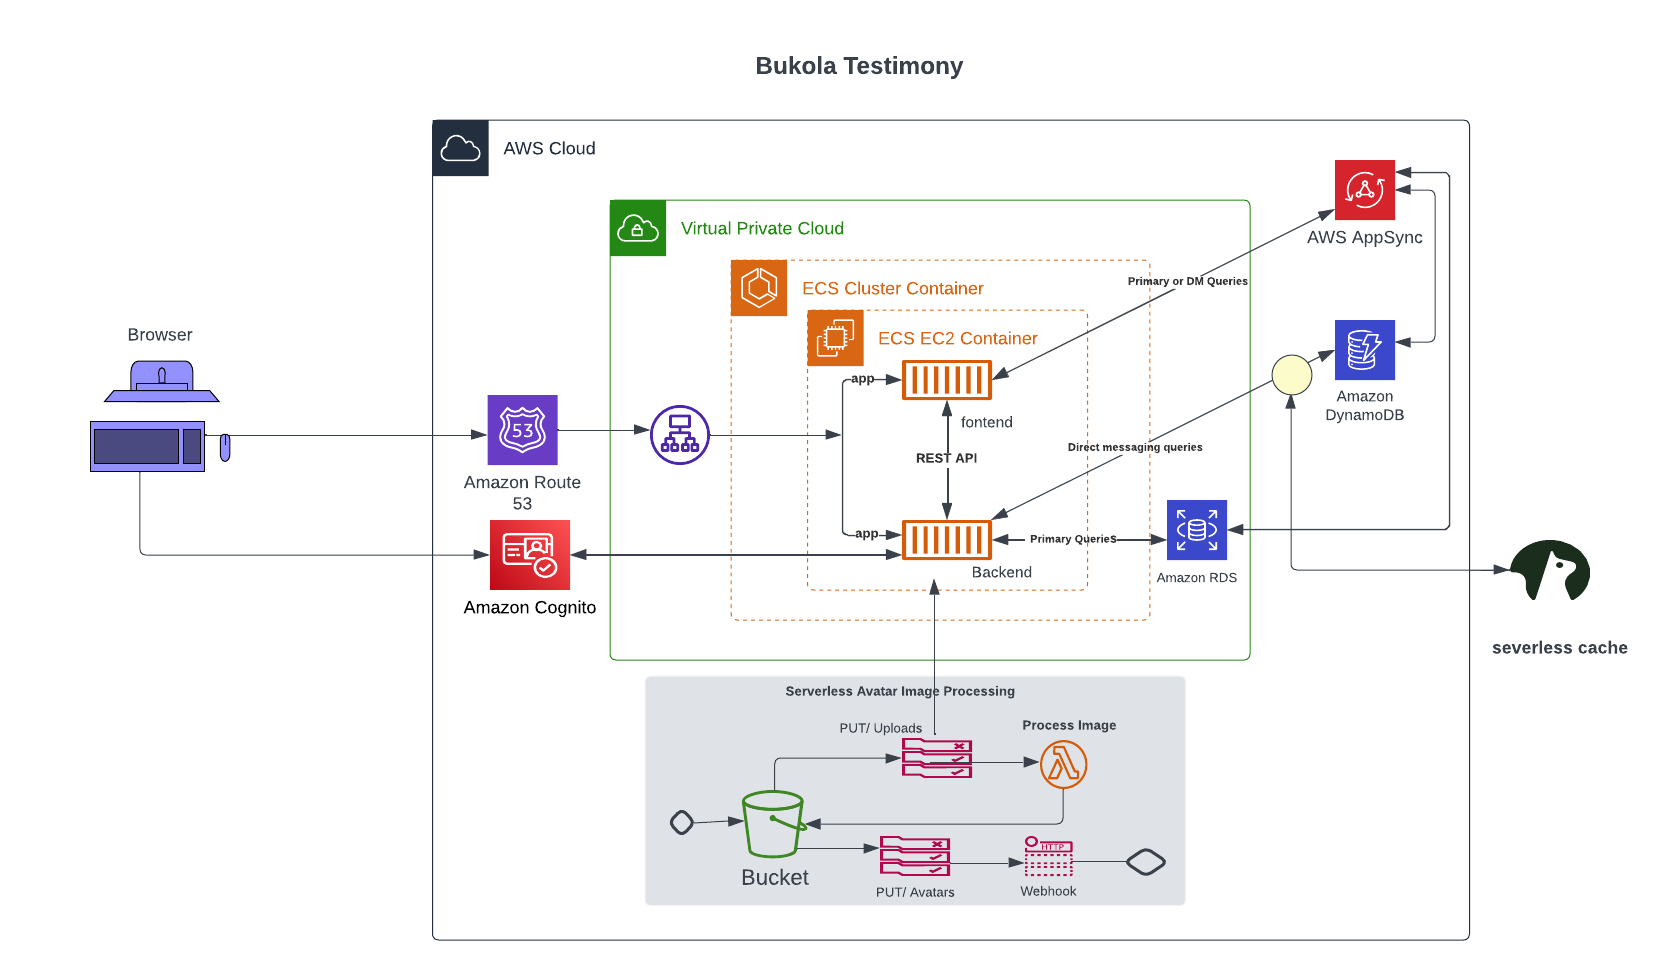 Bukola Testimony
AWS Cloud
AWS AppSync
Virtual Private Cloud
Primary or DM Queries
ECS Cluster Container
ECS EC2 Container
Browser
app
Amazon
DynamoDB
fontend
53
Direct messaging queries
REST API
Amazon Route
53
app
Primary Queries
Backend
Amazon RDS
Amazon Cognito
severless cache
Serverless Avatar Image Processing
PUT/ Uploads
Process Image
Bucket
HTTP
PUT/ Avatars
Webhook